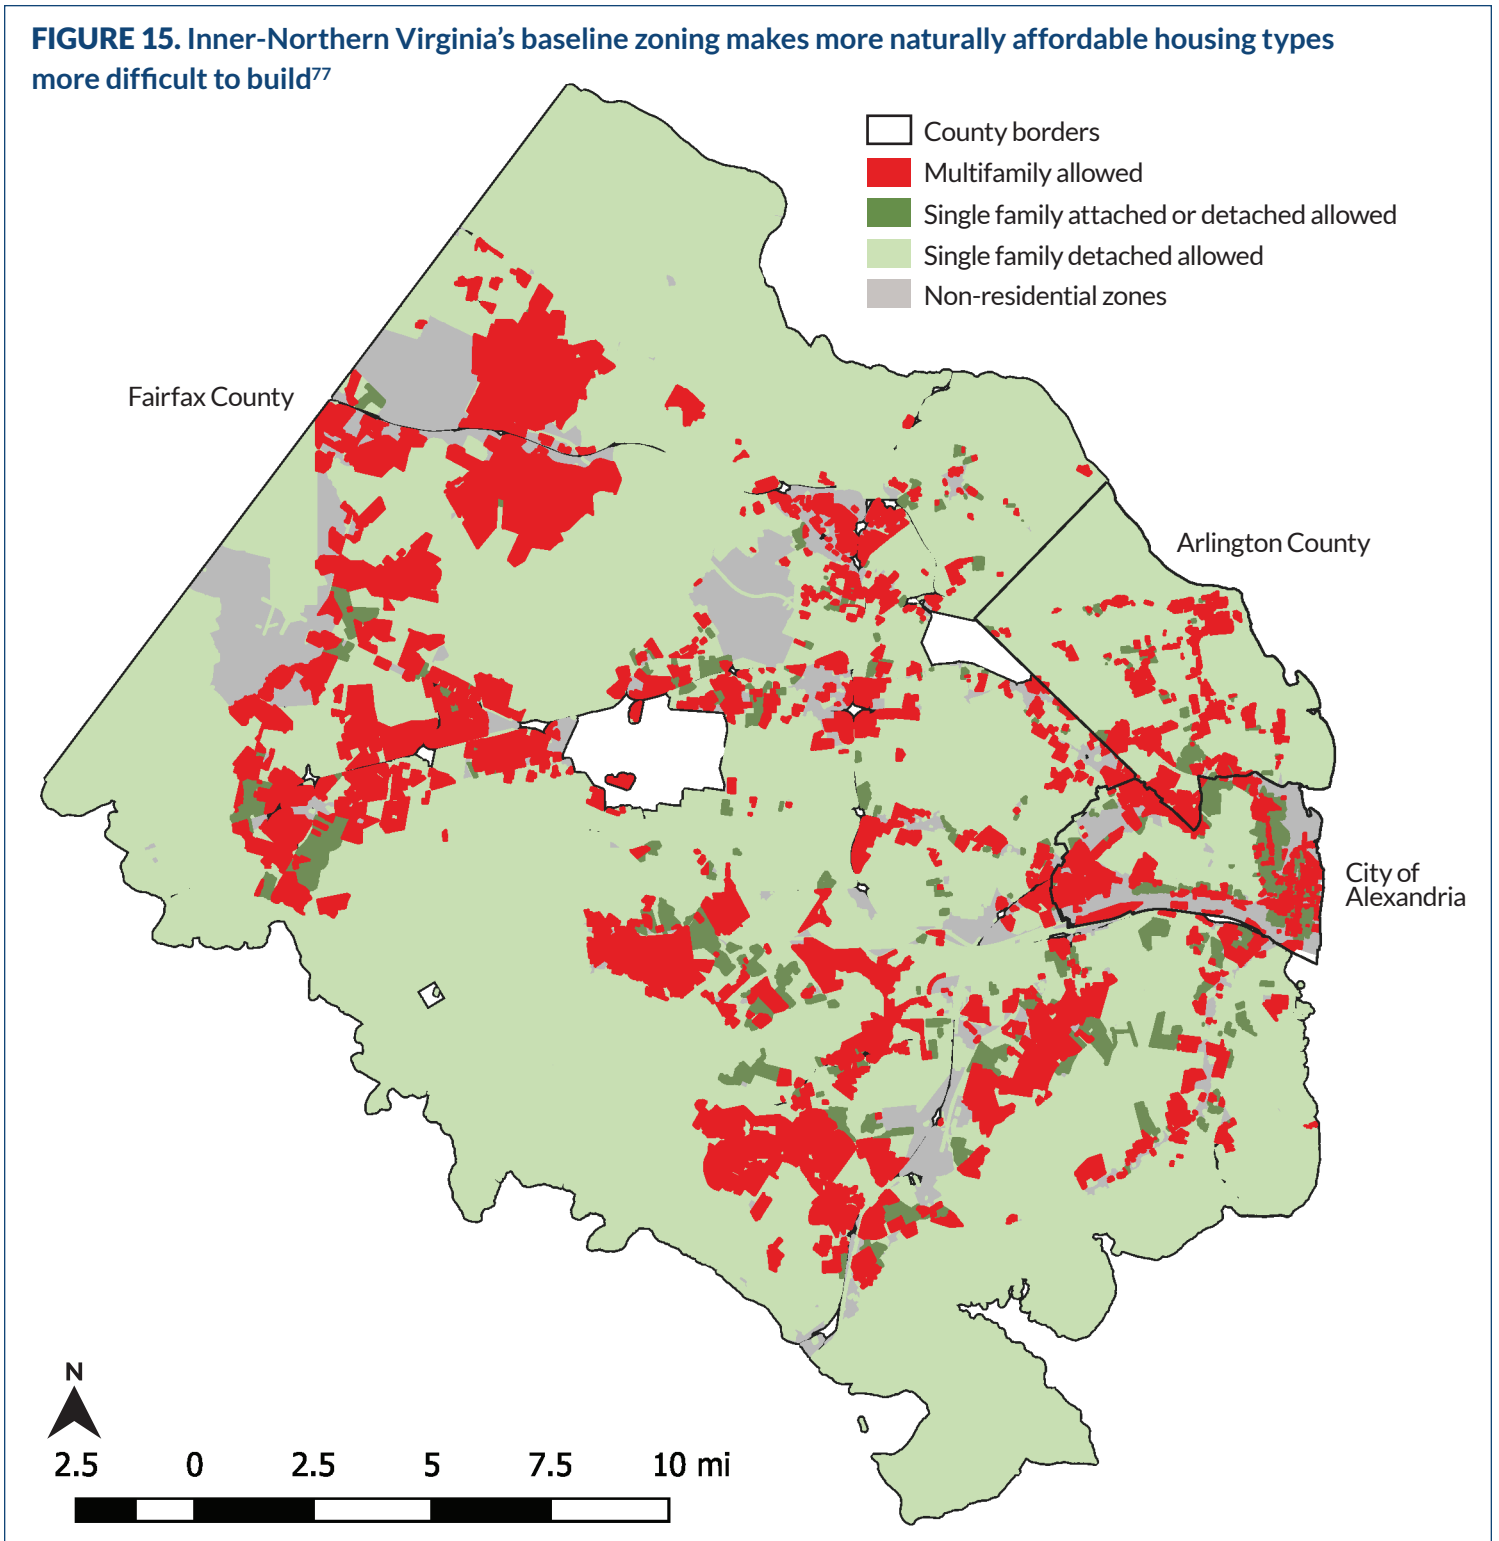 FIGURE 15. Inner-Northern Virginia’s baseline zoning makes more naturally affordable housing types
more difficult to build77
County borders
Multifamily allowed
Single family attached or detached allowed
Single family detached allowed
Non-residential zones
Fairfax County
Arlington County
City of
Alexandria
N
2.5 0 2.5 5 7.5 10 mi